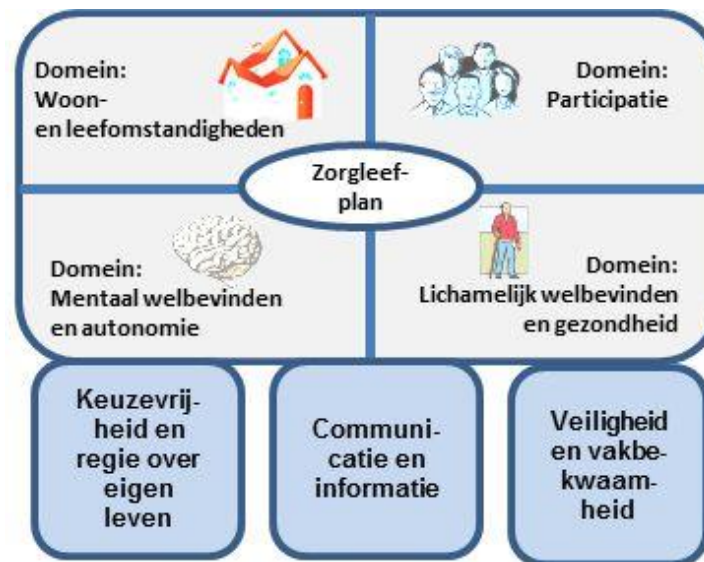 Domein:
Woon-
en leefomstandigheden
Domein:
Participatie
Zorgleef-
plan
Domein:
Mentaal welbevinden
en autonomie
Domein:
Lichamelijk welbevinden
en gezondheid
Keuzevrij-
heid en
regie over
eigen
leven
Communi-
catie en
informatie
Veiligheid
en vakbe-
kwaam-
heid